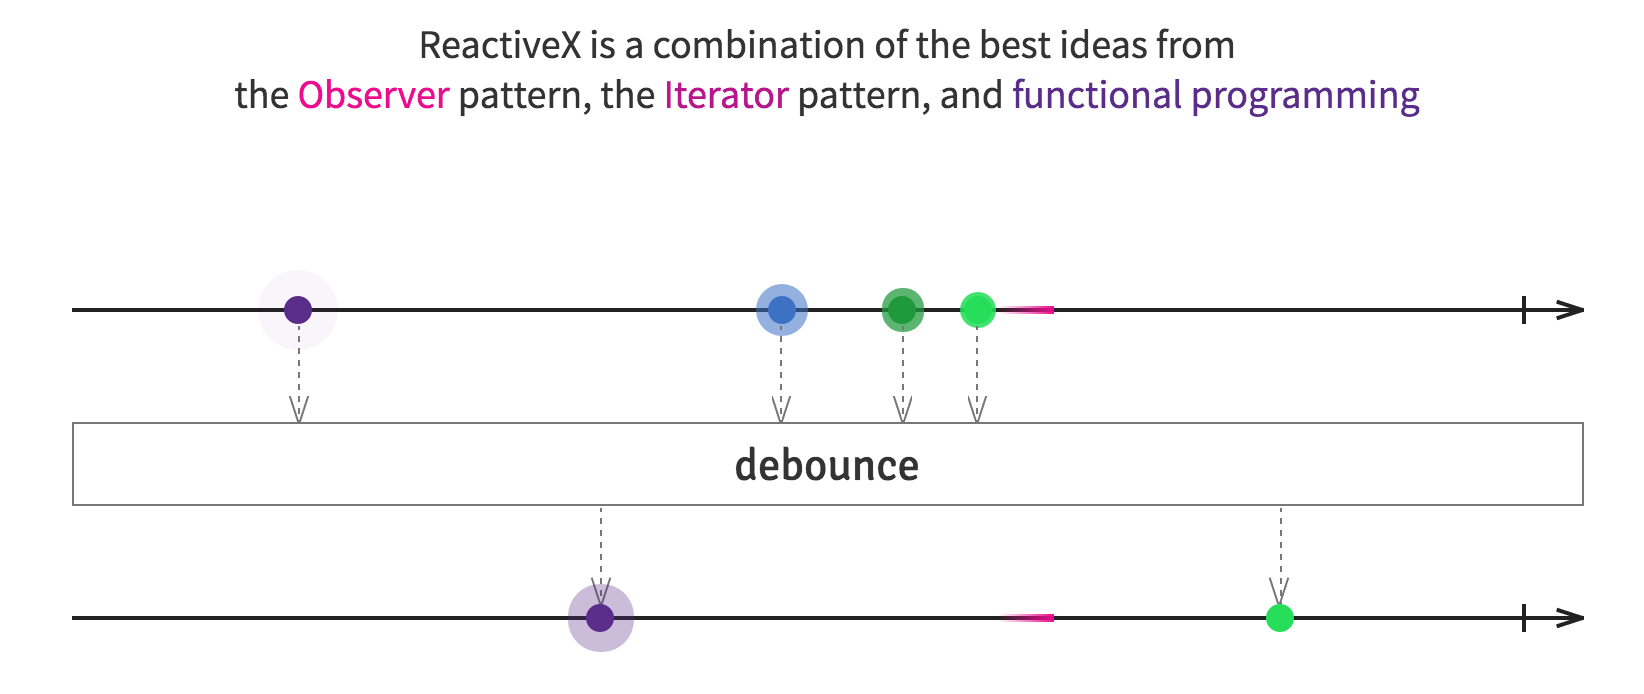 ReactiveX is a combination of the best ideas from
the Observer pattern, the Iterator pattern, and functional programming
debounce